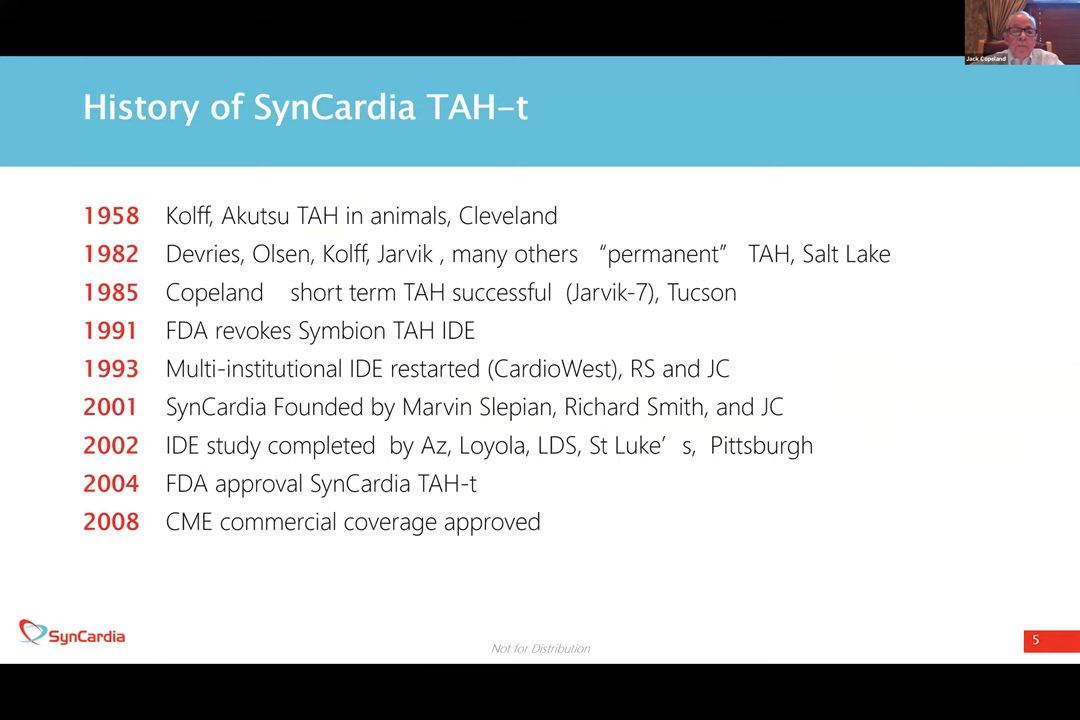 Jack Copeland
History of SynCardia TAH-t
1958 Kolff, Akutsu TAH in animals, Cleveland
1982 Devries, Olsen, Kolff, Jarvik , many others “permanent” TAH, Salt Lake
1985 Copeland short term TAH successful (Jarvik-7), Tucson
1991 FDA revokes Symbion TAH IDE
1993 Multi-institutional IDE restarted (CardioWest), RS and JC
2001 SynCardia Founded by Marvin Slepian, Richard Smith, and JC
2002 IDE study completed by Az, Loyola, LDS, St Luke’ s, Pittsburgh
2004 FDA approval SynCardia TAH-t
2008 CME commercial coverage approved
SynCardia
Not for Distribution
5